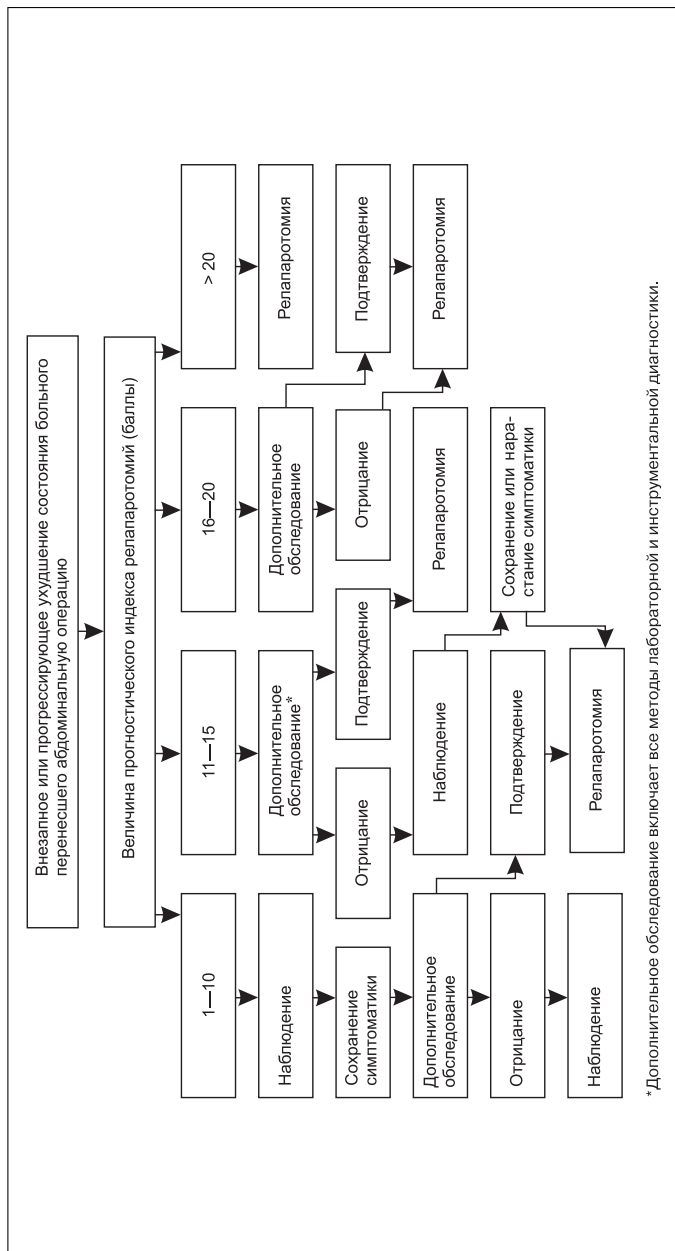 Внезапное или прогрессирующее ухудшение состояния больного
перенесшего абдоминальную операцию
Величина прогностического индекса релапаротомий (баллы)
1—10
11—15
16—20
> 20
Наблюдение
Дополнительное
обследование*
Дополнительное
обследование
Релапаротомия
Сохранение
симптоматики
Отрицание
Подтверждение
Отрицание
Подтверждение
Дополнительное
обследование
Наблюдение
Релапаротомия
Релапаротомия
Отрицание
Подтверждение
Сохранение или нара-
стание симптоматики
Наблюдение
Релапаротомия
*Дополнительное обследование включает все методы лабораторной и инструментальной диагностики.